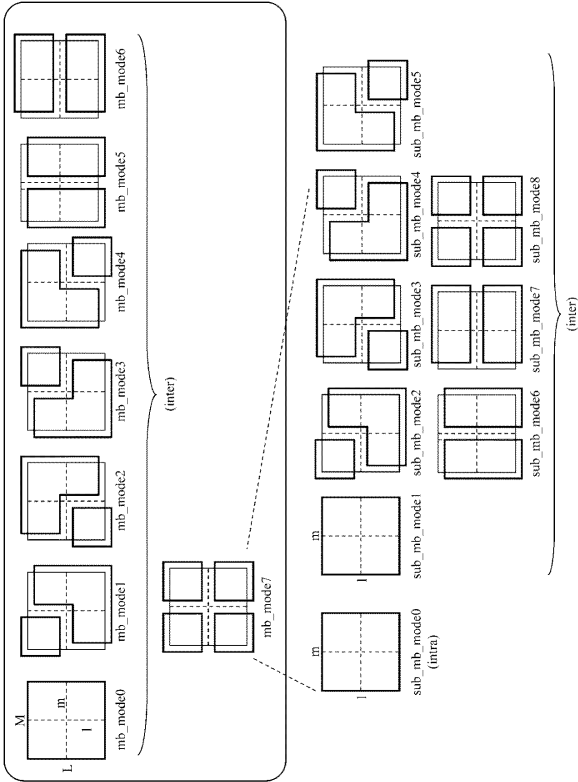 M
L
m
l
mb_mode0
mb_mode1
mb_mode2
mb_mode3
mb_mode4
mb_mode5
mb_mode6
(inter)
mb_mode7
m
l
sub_mb_mode0
(intra)
m
l
sub_mb_mode1
sub_mb_mode2
sub_mb_mode3
sub_mb_mode4
sub_mb_mode5
sub_mb_mode6
sub_mb_mode7
sub_mb_mode8
(inter)